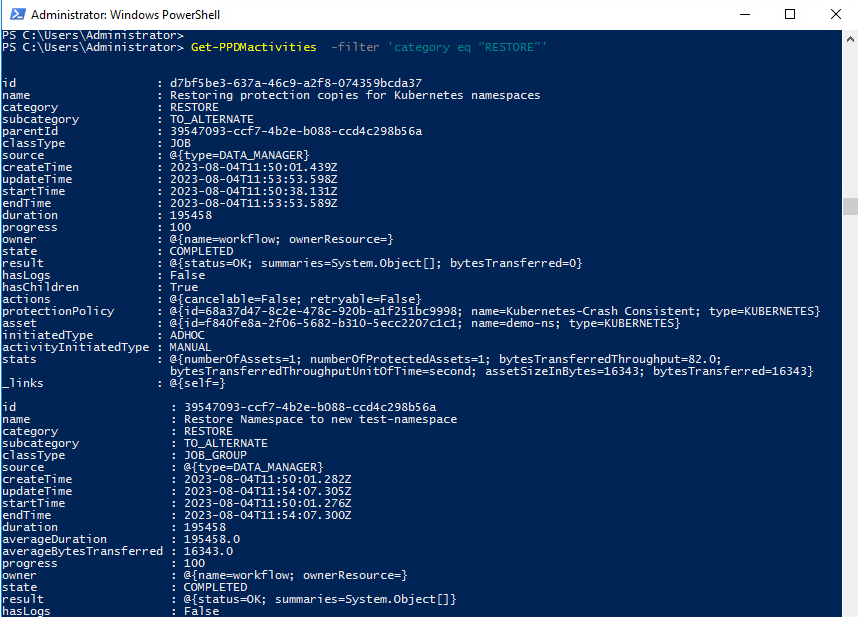 Administrator: Windows PowerShell
PS C:\Users\Administrator>
PS C:\Users\Administrator> Get-PPDMactivities  -filter 'category eq "RESTORE"'
id : d7bf5be3-637a-46c9-a2f8-074359bcda37
name : Restoring protection copies for Kubernetes namespaces
category : RESTORE
subcategory : TO_ALTERNATE
parentId : 39547093-ccf7-4b2e-b088-ccd4c298b56a
classType : JOB
source : @{type=DATA_MANAGER}
createTime : 2023-08-04T11:50:01.439Z
updateTime : 2023-08-04T11:53:53.598Z
startTime : 2023-08-04T11:50:38.131Z
endTime : 2023-08-04T11:53:53.589Z
duration : 195458
progress : 100
owner : @{name=workflow; ownerResource=}
state : COMPLETED
result : @{status=OK; summaries=System.Object[]; bytesTransferred=0}
hasLogs : False
hasChildren : True
actions : @{cancelable=False; retryable=False}
protectionPolicy : @{id=68a37d47-8c2e-478c-920b-a1f251bc9998; name=Kubernetes-Crash Consistent; type=KUBERNETES}
asset : @{id=f840fe8a-2f06-5682-b310-5ecc2207c1c1; name=demo-ns; type=KUBERNETES}
initiatedType : ADHOC
activityInitiatedType : MANUAL
stats : @{numberOfAssets=1; numberOfProtectedAssets=1; bytesTransferredThroughput=82.0;
bytesTransferredThroughputUnitOfTime=second; assetSizeInBytes=16343; bytesTransferred=16343}
_links : @{self=}
id : 39547093-ccf7-4b2e-b088-ccd4c298b56a
name : Restore Namespace to new test-namespace
category : RESTORE
subcategory : TO_ALTERNATE
classType : JOB_GROUP
source : @{type=DATA_MANAGER}
createTime : 2023-08-04T11:50:01.282Z
updateTime : 2023-08-04T11:54:07.305Z
startTime : 2023-08-04T11:50:01.276Z
endTime : 2023-08-04T11:54:07.300Z
duration : 195458
averageDuration : 195458.0
averageBytesTransferred : 16343.0
progress : 100
owner : @{name=workflow; ownerResource=}
state : COMPLETED
result : @{status=OK; summaries=System.Object[]}
hasLogs : False